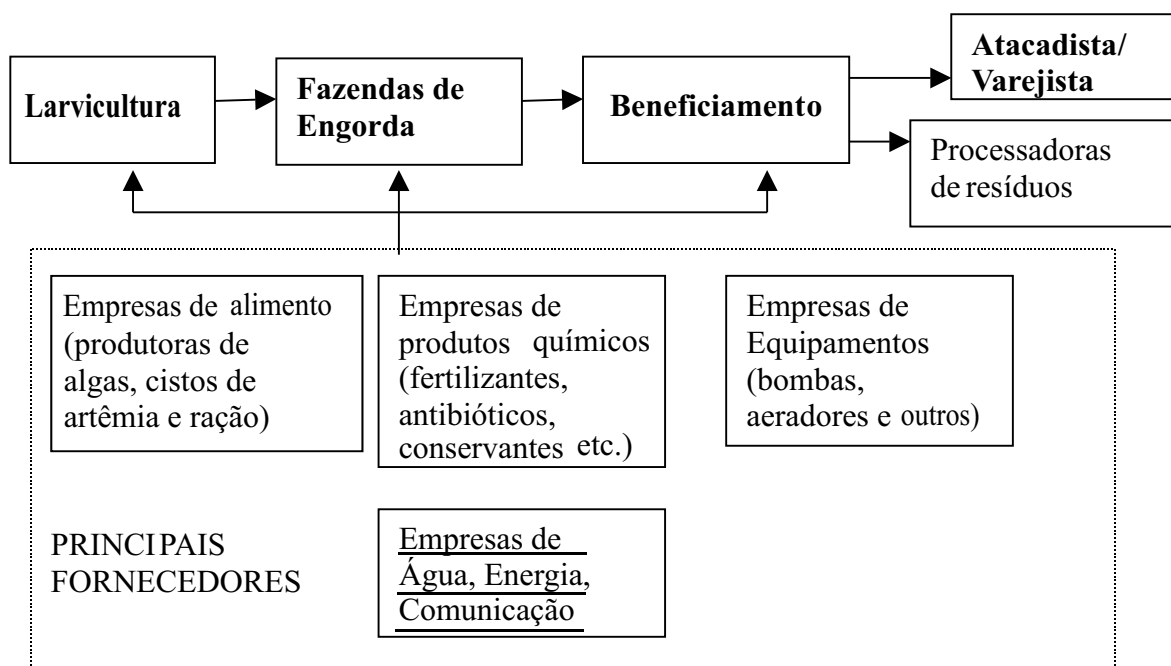 Larvicultura
Fazendas de
Engorda
Beneficiamento
Atacadista/
Varejista
Processadoras
de resíduos
Empresas de alimento
(produtoras de
algas, cistos de
artêmia e ração)
Empresas de
produtos químicos
(fertilizantes,
antibióticos,
conservantes etc.)
Empresas de
Equipamentos
(bombas,
aeradores e outros)
PRINCIPAIS
FORNECEDORES
Empresas de
Água, Energia,
Comunicação